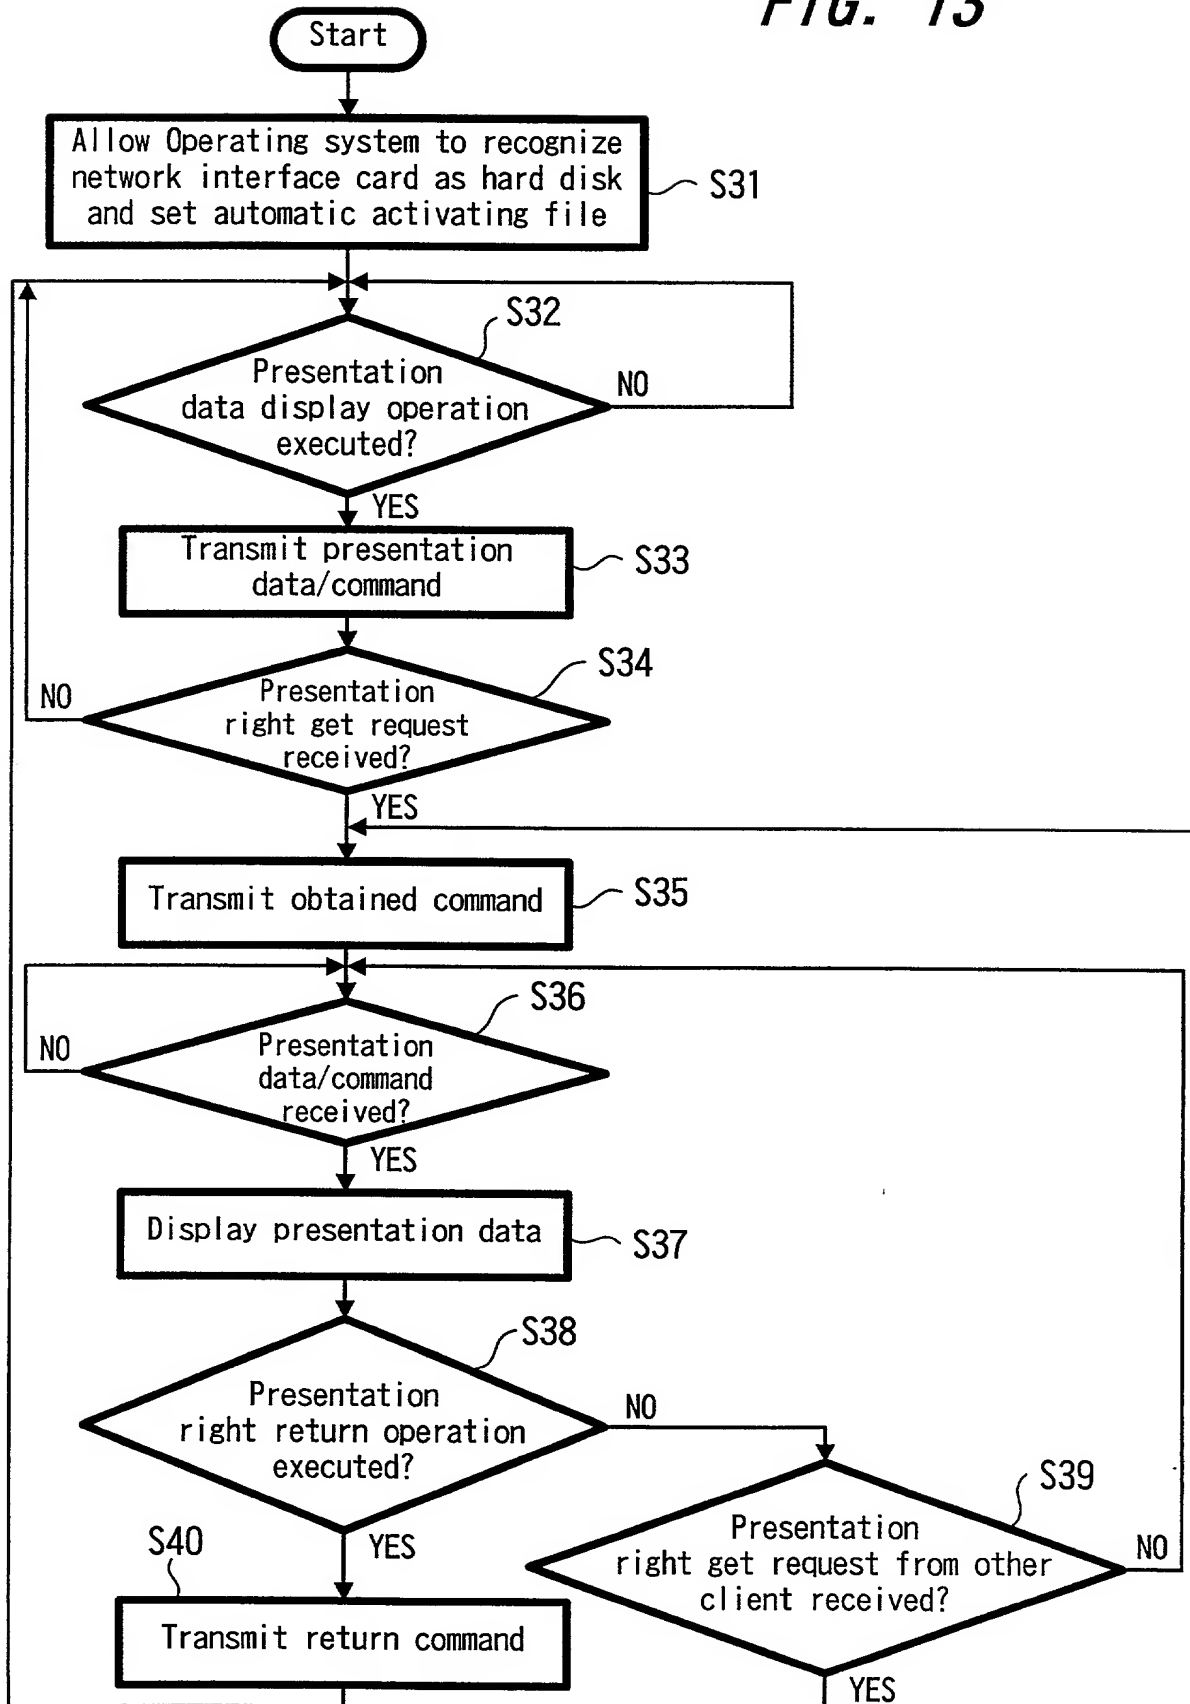 FIG. 13
Start
Allow Operating system to recognize
network interface card as hard disk
and set automatic activating file
S31
S32
Presentation
data display operation
executed?
NO
YES
Transmit presentation
data/command
S33
S34
Presentation
right get request
received?
NO
YES
Transmit obtained command
S35
S36
Presentation
data/command
received?
NO
YES
Display presentation data
S37
S38
Presentation
right return operation
executed?
NO
YES
S39
Presentation
right get request from other
client received?
NO
YES
S40
Transmit return command